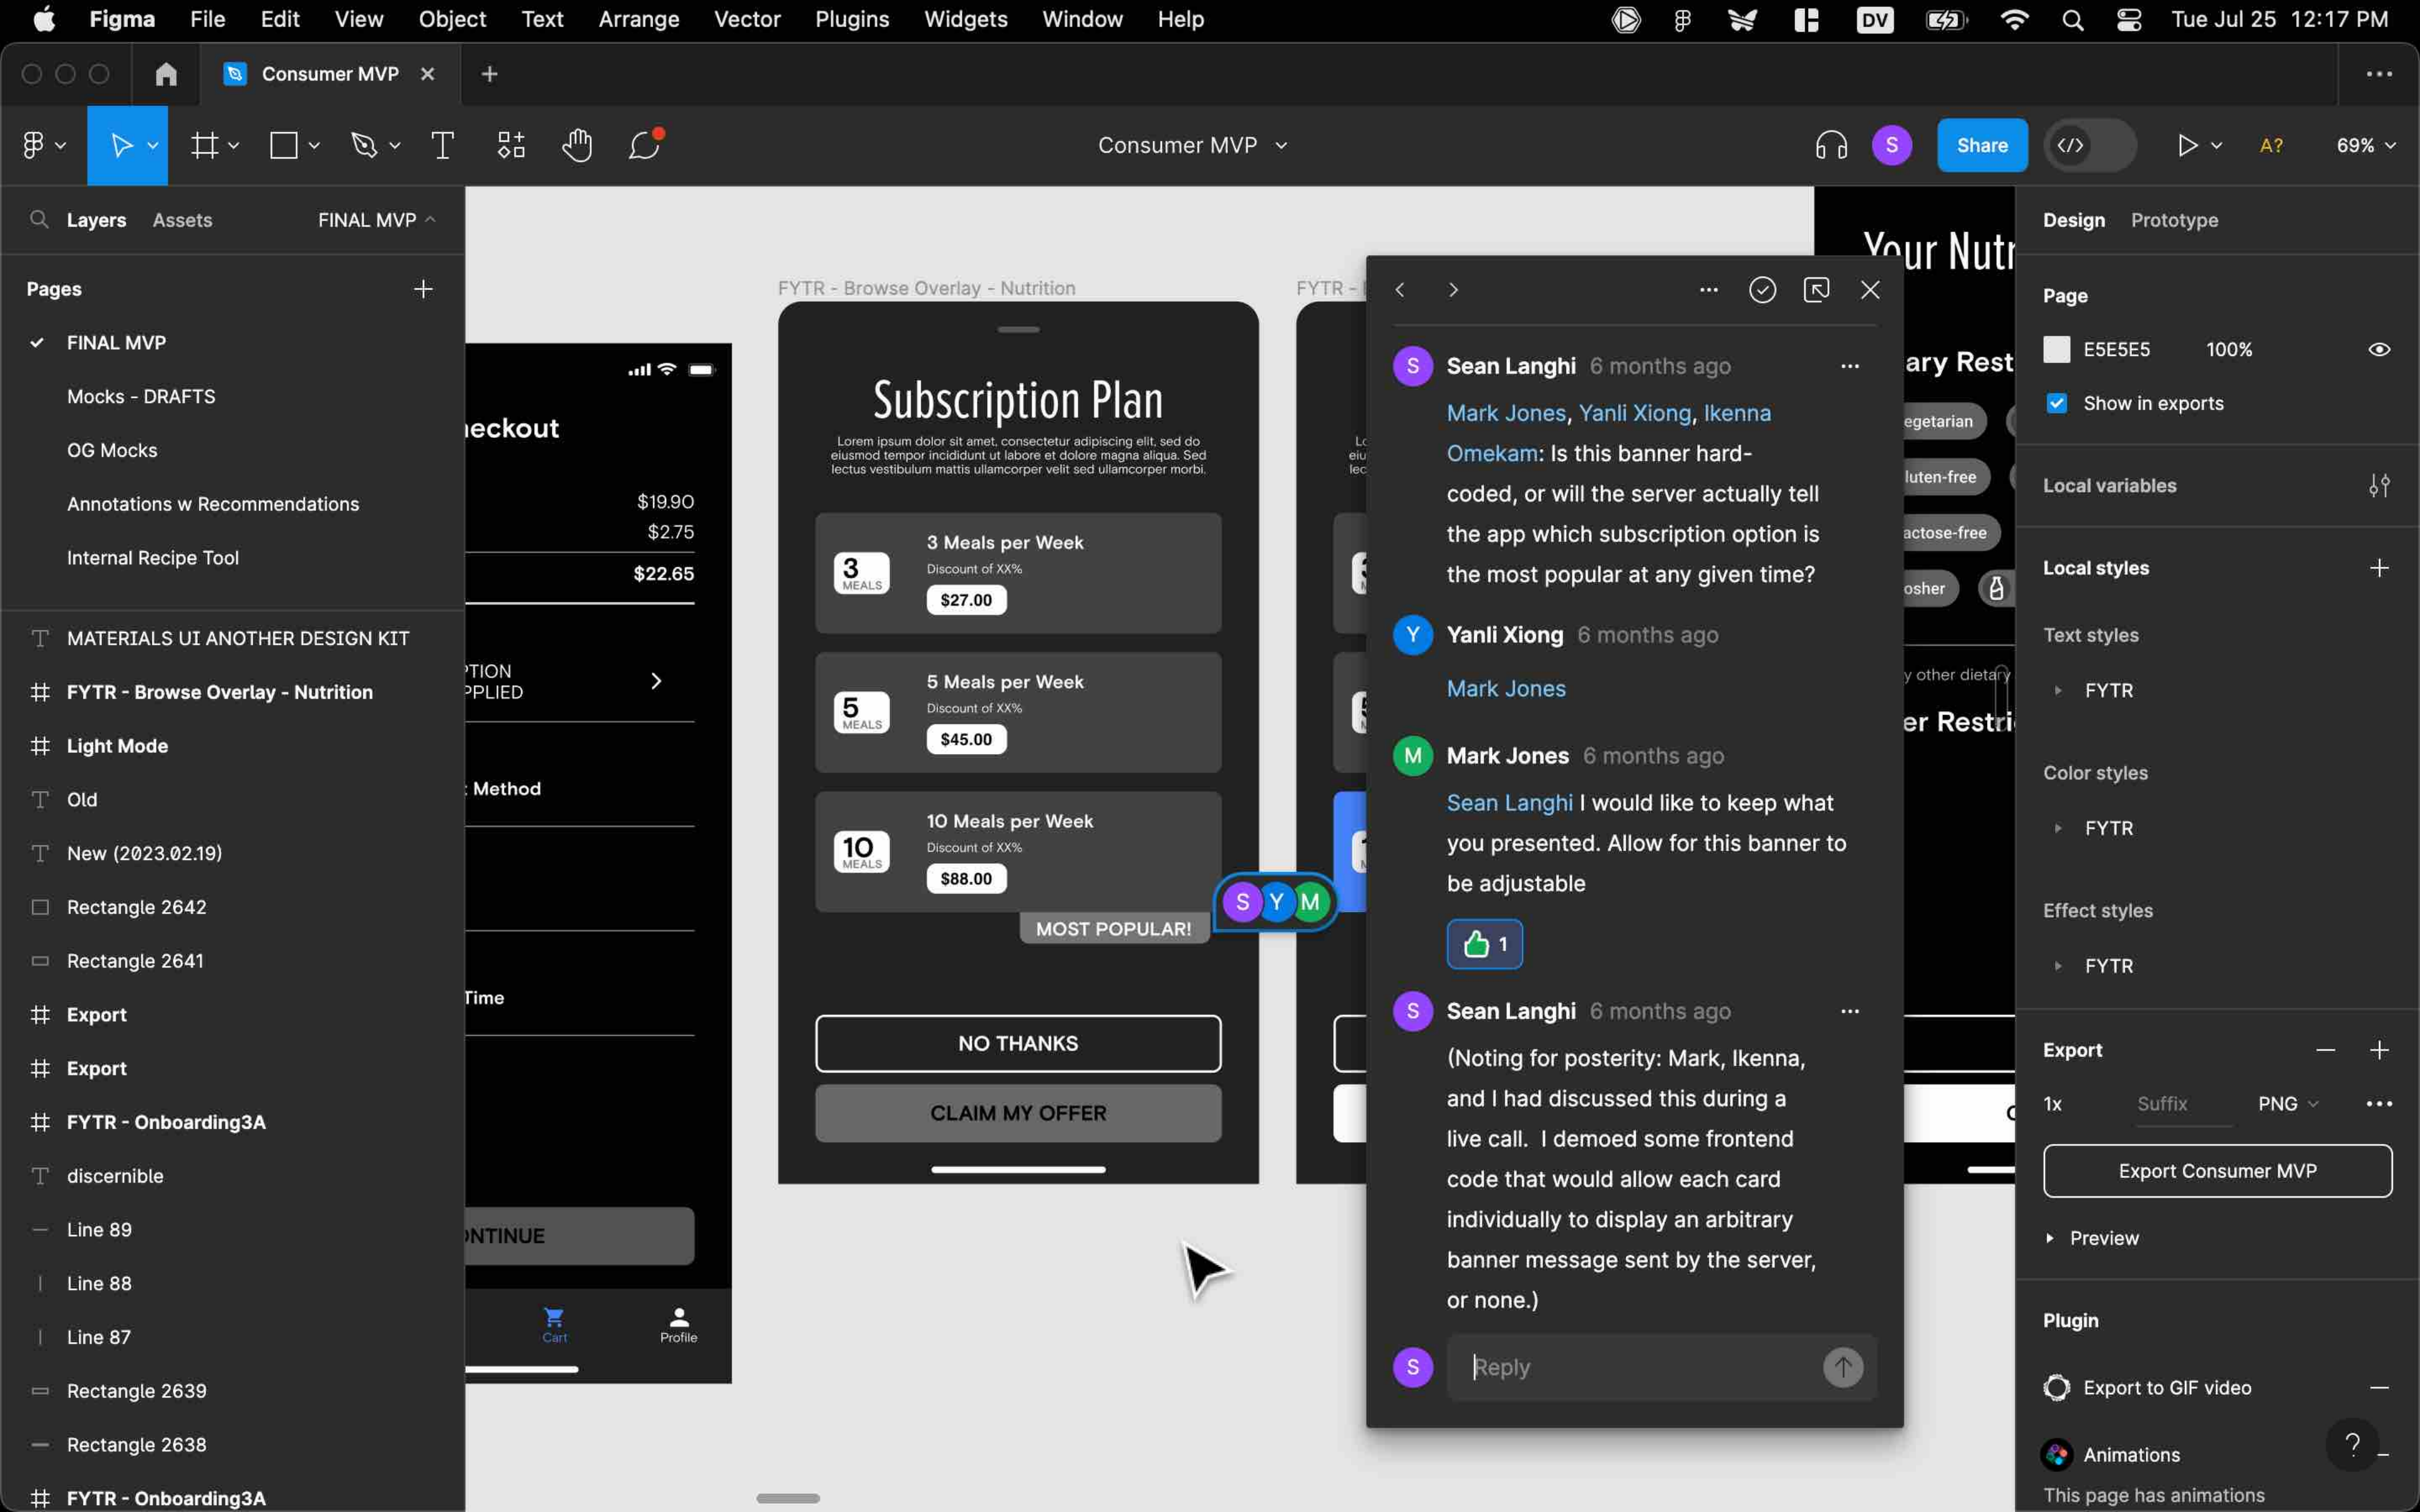 Figma File Edit View Object Text Arrange Vector Plugins Widgets Window Help
DV
Tue Jul 25 12:17 PM
Consumer MVP
Consumer MVP
S
Share
A?
69%
Layers Assets FINAL MVP
Pages
FINAL MVP
Mocks - DRAFTS
OG Mocks
Annotations w Recommendations
Internal Recipe Tool
MATERIALS UI ANOTHER DESIGN KIT
FYTR - Browse Overlay - Nutrition
Light Mode
Old
New (2023.02.19)
Rectangle 2642
Rectangle 2641
Export
Export
FYTR - Onboarding3A
discernible
Line 89
Line 88
Line 87
Rectangle 2639
Rectangle 2638
FYTR - Onboarding3A
eckout
$19.90
$2.75
$22.65
PTION
PPLIED
Method
Time
ONTINUE
Cart
Profile
FYTR - Browse Overlay - Nutrition
Subscription Plan
Lorem ipsum dolor sit amet, consectetur adipiscing elit, sed do
eiusmod tempor incididunt ut labore et dolore magna aliqua. Sed
lectus vestibulum mattis ullamcorper velit sed ullamcorper morbi.
3 MEALS
3 Meals per Week
Discount of XX%
$27.00
5 MEALS
5 Meals per Week
Discount of XX%
$45.00
10 MEALS
10 Meals per Week
Discount of XX%
$88.00
MOST POPULAR!
S Y M
NO THANKS
CLAIM MY OFFER
FYTR -
S
Sean Langhi 6 months ago
Mark Jones, Yanli Xiong, Ikenna
Omekam: Is this banner hard-
coded, or will the server actually tell
the app which subscription option is
the most popular at any given time?
Y
Yanli Xiong 6 months ago
Mark Jones
M
Mark Jones 6 months ago
Sean Langhi I would like to keep what
you presented. Allow for this banner to
be adjustable
1
S
Sean Langhi 6 months ago
(Noting for posterity: Mark, Ikenna,
and I had discussed this during a
live call. I demoed some frontend
code that would allow each card
individually to display an arbitrary
banner message sent by the server,
or none.)
S
Reply
Your Nutr
ary Rest
egetarian
luten-free
actose-free
osher
y other dietary
er Restri
Design Prototype
Page
E5E5E5 100%
Show in exports
Local variables
Local styles
Text styles
FYTR
Color styles
FYTR
Effect styles
FYTR
Export
1x Suffix PNG
Export Consumer MVP
Preview
Plugin
Export to GIF video
Animations
This page has animations
?